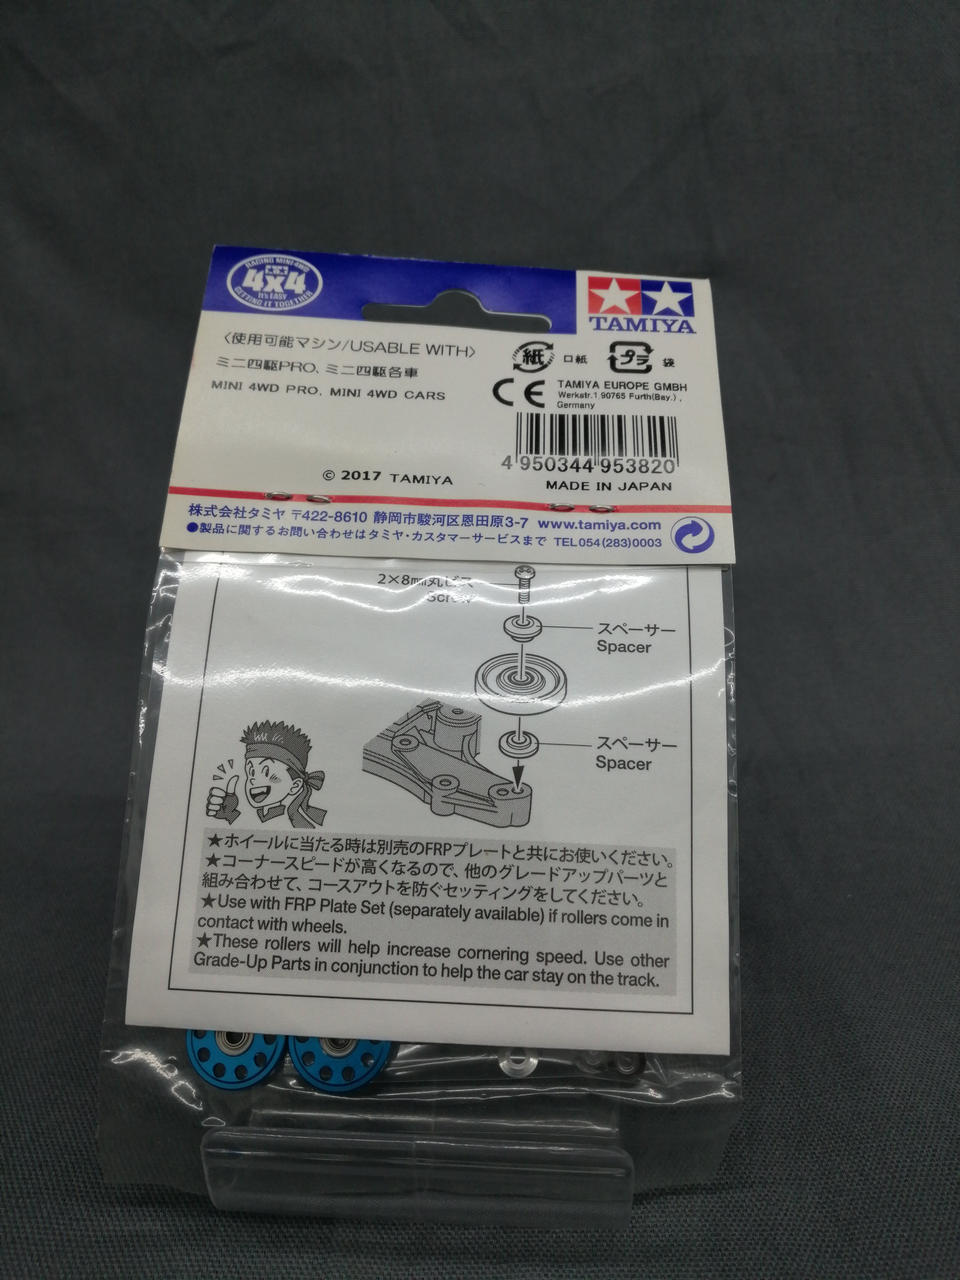 RACING MINI 4WD
4x4
It's EASY
GETTING IT TOGETHER
TAMIYA
〈使用可能マシン/USABLE WITH〉
ミニ四駆PRO、ミニ四駆各車
MINI 4WD PRO, MINI 4WD CARS
紙 口紙 プラ 袋
CE TAMIYA EUROPE GMBH
Werkstr.1,90765 Furth(Bay.),
Germany
4 950344 953820
© 2017 TAMIYA
MADE IN JAPAN
株式会社タミヤ 〒422-8610 静岡市駿河区恩田原3-7 www.tamiya.com
●製品に関するお問い合わせはタミヤ・カスタマーサービスまで TEL 054(283)0003
2×8㎜丸ビス
Screw
スペーサー
Spacer
スペーサー
Spacer
★ホイールに当たる時は別売のFRPプレートと共にお使いください。
★コーナースピードが高くなるので、他のグレードアップパーツと
組み合わせて、コースアウトを防ぐセッティングをしてください。
★Use with FRP Plate Set (separately available) if rollers come in
contact with wheels.
★These rollers will help increase cornering speed. Use other
Grade-Up Parts in conjunction to help the car stay on the track.